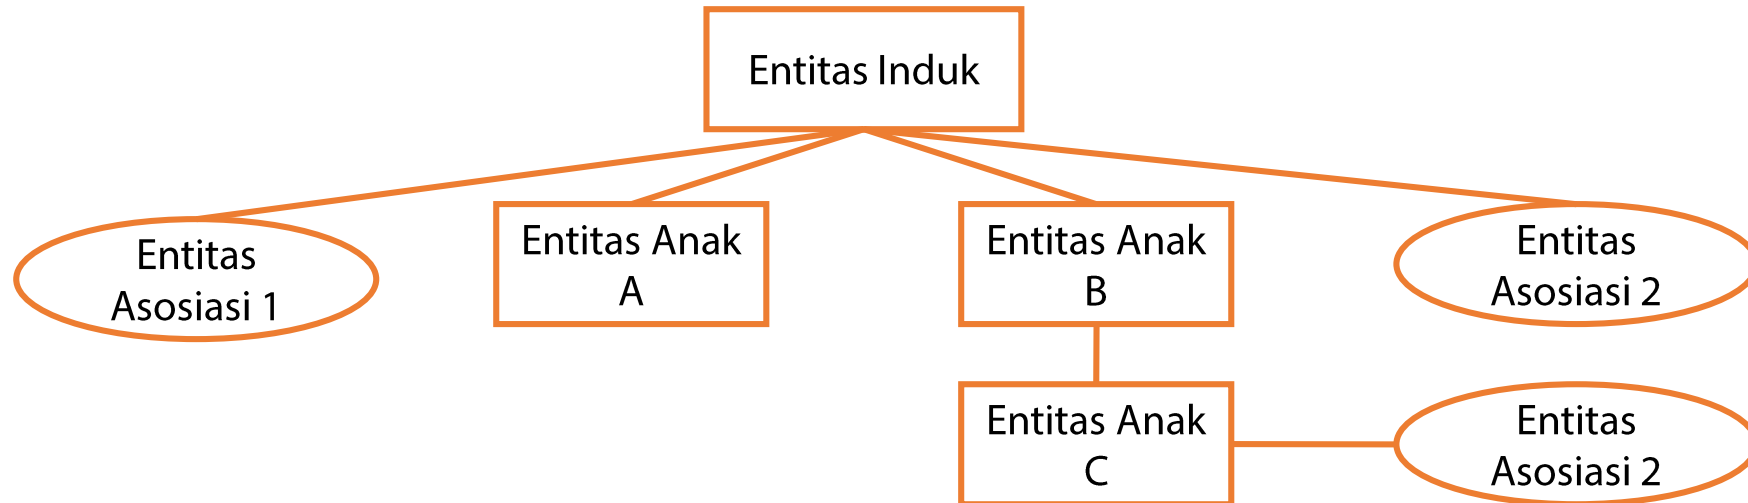 Entitas Induk
Entitas
Asosiasi 1
Entitas Anak
A
Entitas Anak
B
Entitas
Asosiasi 2
Entitas Anak
C
Entitas
Asosiasi 2